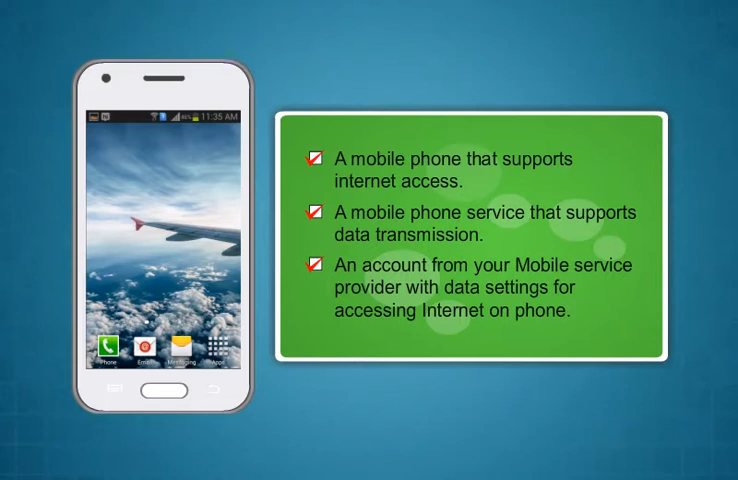 46% 11:35 AM
A mobile phone that supports
internet access.
A mobile phone service that supports
data transmission.
An account from your Mobile service
provider with data settings for
accessing Internet on phone.
Phone Email Messaging Apps